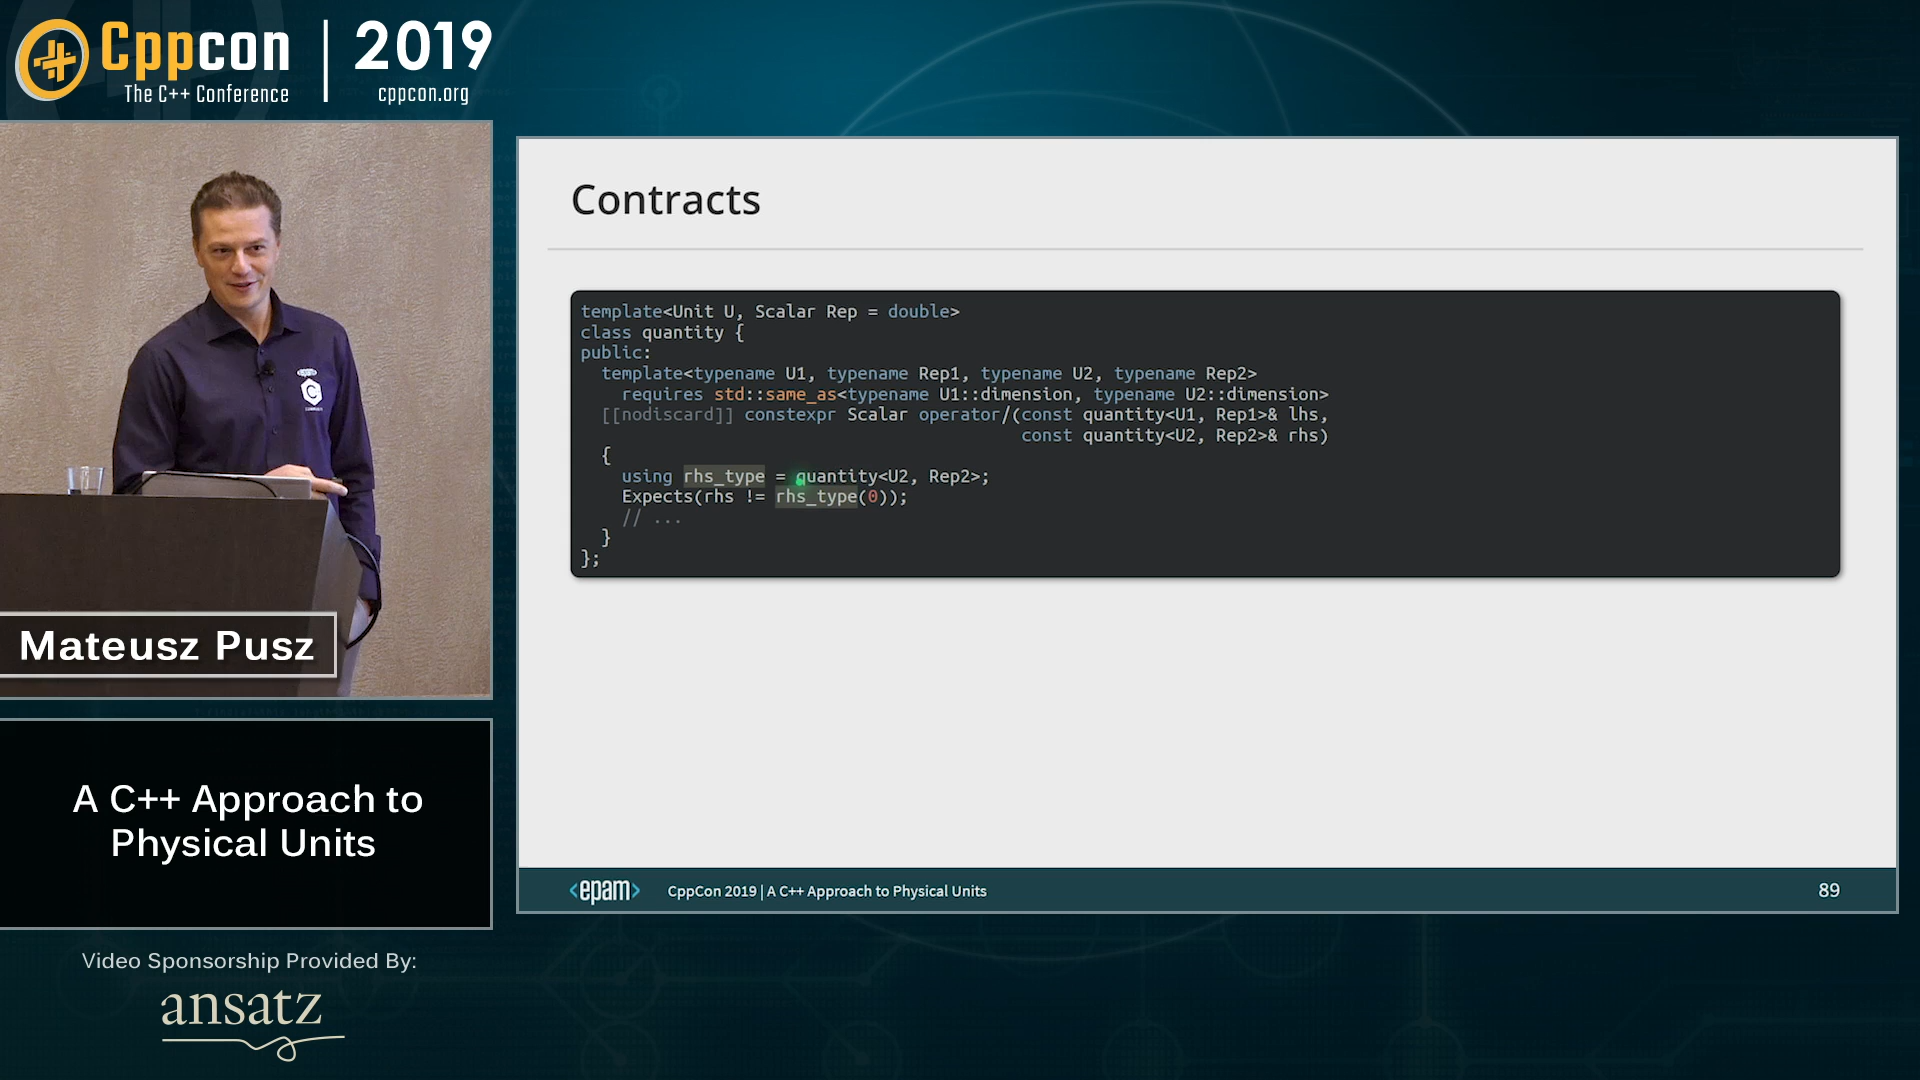 Cppcon
The C++ Conference
2019
cppcon.org
Contracts
template<Unit U, Scalar Rep = double>
class quantity {
public:
  template<typename U1, typename Rep1, typename U2, typename Rep2>
    requires std::same_as<typename U1::dimension, typename U2::dimension>
  [[nodiscard]] constexpr Scalar operator/(const quantity<U1, Rep1>& lhs,
                                           const quantity<U2, Rep2>& rhs)
  {
    using rhs_type = quantity<U2, Rep2>;
    Expects(rhs != rhs_type(0));
    // ...
  }
};
<epam>
CppCon 2019 | A C++ Approach to Physical Units
89
Mateusz Pusz
A C++ Approach to
Physical Units
Video Sponsorship Provided By:
ansatz